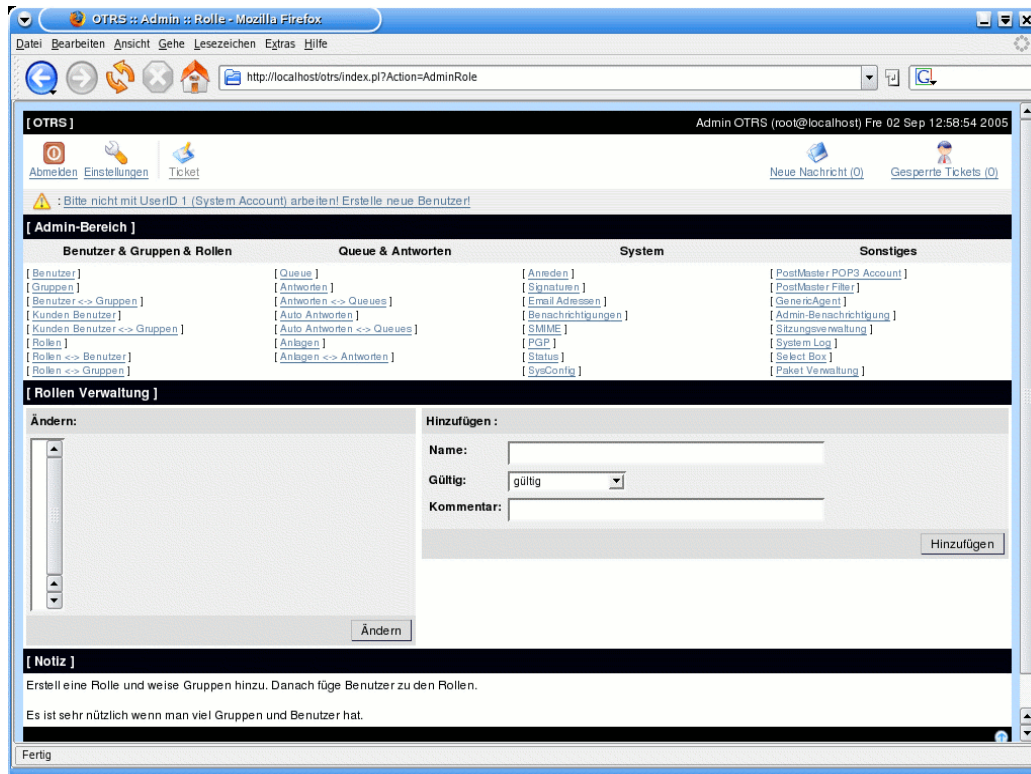 OTRS :: Admin :: Rolle - Mozilla Firefox
Datei Bearbeiten Ansicht Gehe Lesezeichen Extras Hilfe
http://localhost/otrs/index.pl?Action=AdminRole
G
[ OTRS ] Admin OTRS (root@localhost) Fre 02 Sep 12:58:54 2005
Abmelden Einstellungen Ticket Neue Nachricht (0) Gesperrte Tickets (0)
: Bitte nicht mit UserID 1 (System Account) arbeiten! Erstelle neue Benutzer!
[ Admin-Bereich ]
Benutzer & Gruppen & Rollen Queue & Antworten System Sonstiges
[ Benutzer ] [ Queue ] [ Anreden ] [ PostMaster POP3 Account ]
[ Gruppen ] [ Antworten ] [ Signaturen ] [ PostMaster Filter ]
[ Benutzer <-> Gruppen ] [ Antworten <-> Queues ] [ Email Adressen ] [ GenericAgent ]
[ Kunden Benutzer ] [ Auto Antworten ] [ Benachrichtigungen ] [ Admin-Benachrichtigung ]
[ Kunden Benutzer <-> Gruppen ] [ Auto Antworten <-> Queues ] [ SMIME ] [ Sitzungsverwaltung ]
[ Rollen ] [ Anlagen ] [ PGP ] [ System Log ]
[ Rollen <-> Benutzer ] [ Anlagen <-> Antworten ] [ Status ] [ Select Box ]
[ Rollen <-> Gruppen ] [ SysConfig ] [ Paket Verwaltung ]
[ Rollen Verwaltung ]
Ändern: Hinzufügen :
Name:
Gültig: gültig
Kommentar:
Hinzufügen
Ändern
[ Notiz ]
Erstell eine Rolle und weise Gruppen hinzu. Danach füge Benutzer zu den Rollen.
Es ist sehr nützlich wenn man viel Gruppen und Benutzer hat.
Fertig